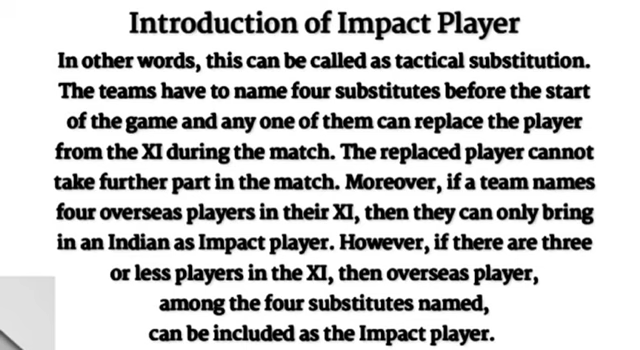 Introduction of Impact Player
In other words, this can be called as tactical substitution.
The teams have to name four substitutes before the start
of the game and any one of them can replace the player
from the XI during the match. The replaced player cannot
take further part in the match. Moreover, if a team names
four overseas players in their XI, then they can only bring
in an Indian as Impact player. However, if there are three
or less players in the XI, then overseas player,
among the four substitutes named,
can be included as the Impact player.